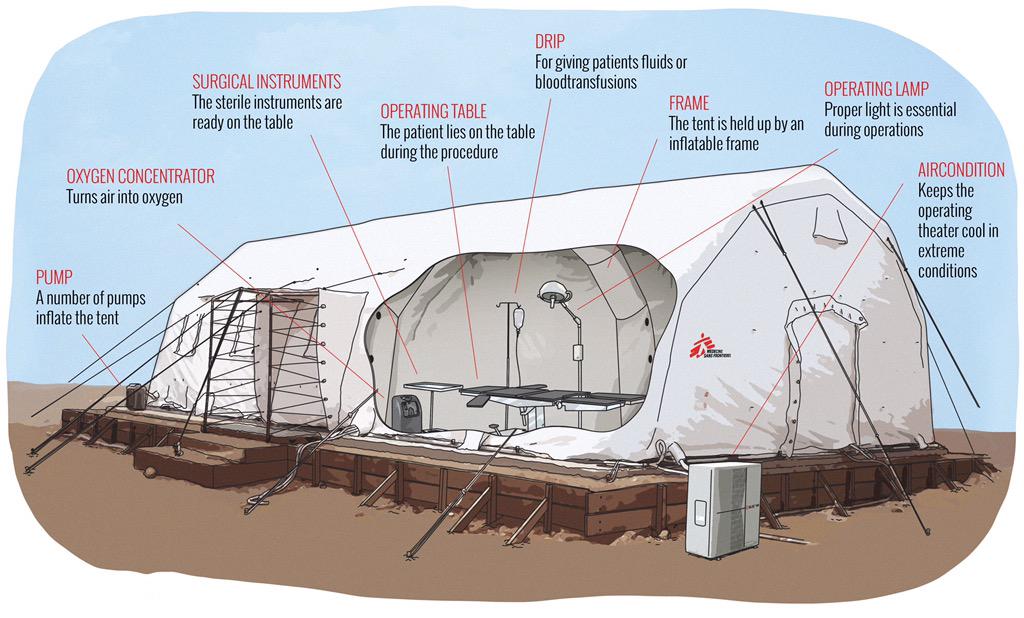 DRIP
For giving patients fluids or
bloodtransfusions
SURGICAL INSTRUMENTS
The sterile instruments are
ready on the table
OPERATING TABLE
The patient lies on the table
during the procedure
FRAME
The tent is held up by an
inflatable frame
OPERATING LAMP
Proper light is essential
during operations
OXYGEN CONCENTRATOR
Turns air into oxygen
AIRCONDITION
Keeps the
operating
theater cool in
extreme
conditions
PUMP
A number of pumps
inflate the tent
MEDECINS
SANS FRONTIERES